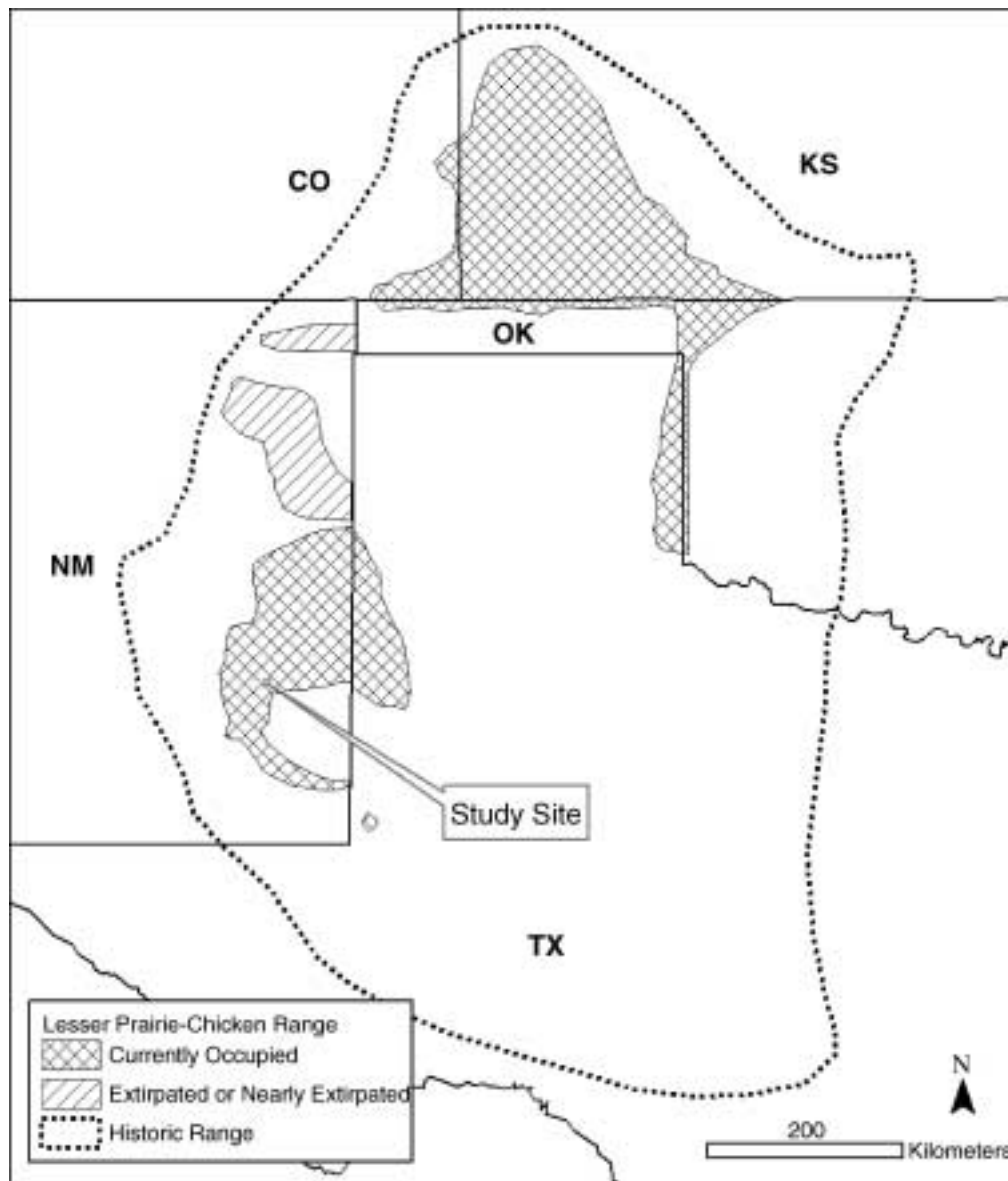 CO
KS
OK
NM
Study Site
TX
Lesser Prairie-Chicken Range
Currently Occupied
Extirpated or Nearly Extirpated
Historic Range
N
200
Kilometers